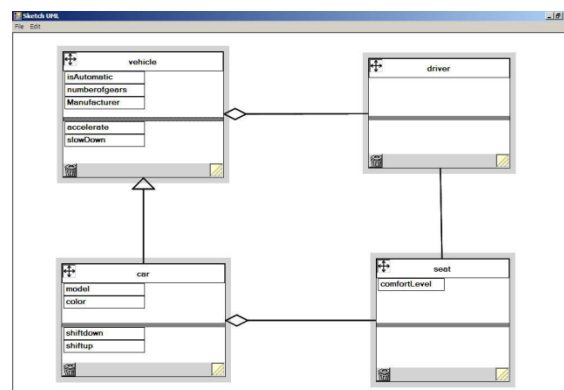 Sketch UML
File Edit
vehicle
isAutomatic
numberofgears
Manufacturer
accelerate
slowDown
driver
car
model
color
shiftdown
shiftup
seat
comfortLevel